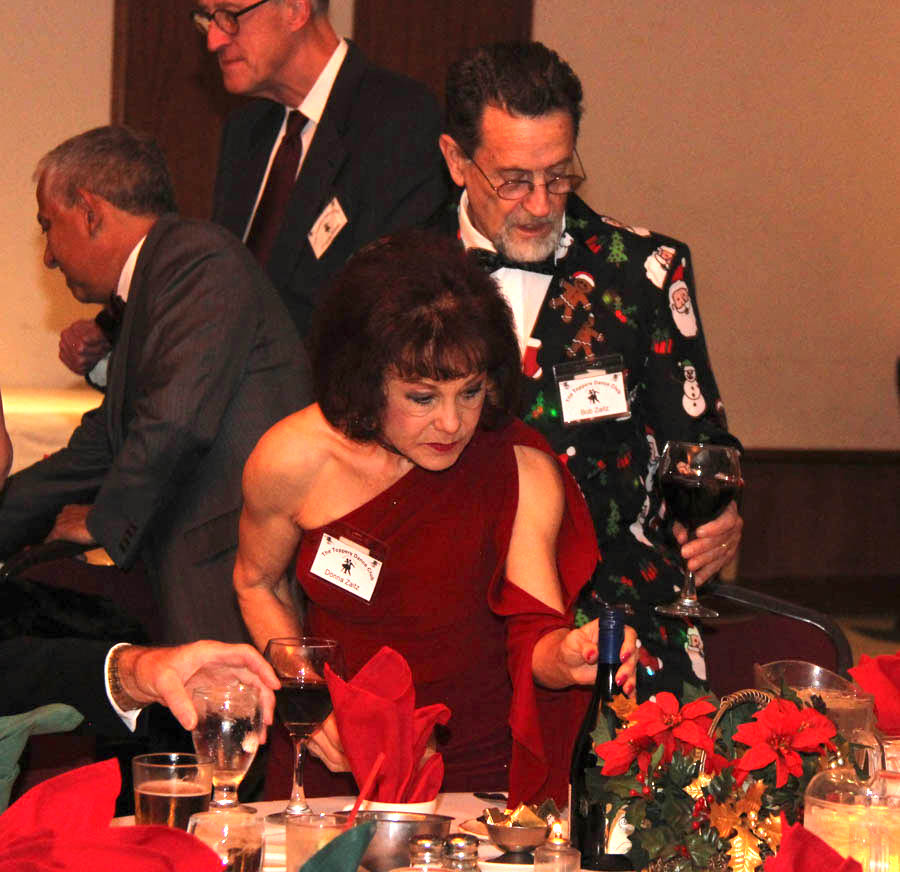 The Toppers Dance Club
Bob Zaitz
The Toppers Dance Club
Donna Zaitz